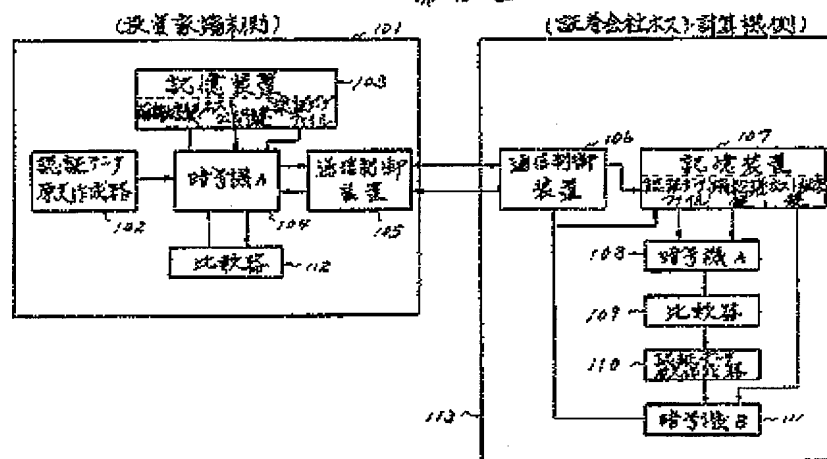 (投資家端末側)
101
記憶装置
103
認証データ
原文作成器
102
暗号機A
104
通信制御
装置
105
比較器
112
(証券会社ホスト計算機側)
106
通信制御
装置
107
記憶装置
108
暗号機A
109
比較器
110
暗号機B
111
113